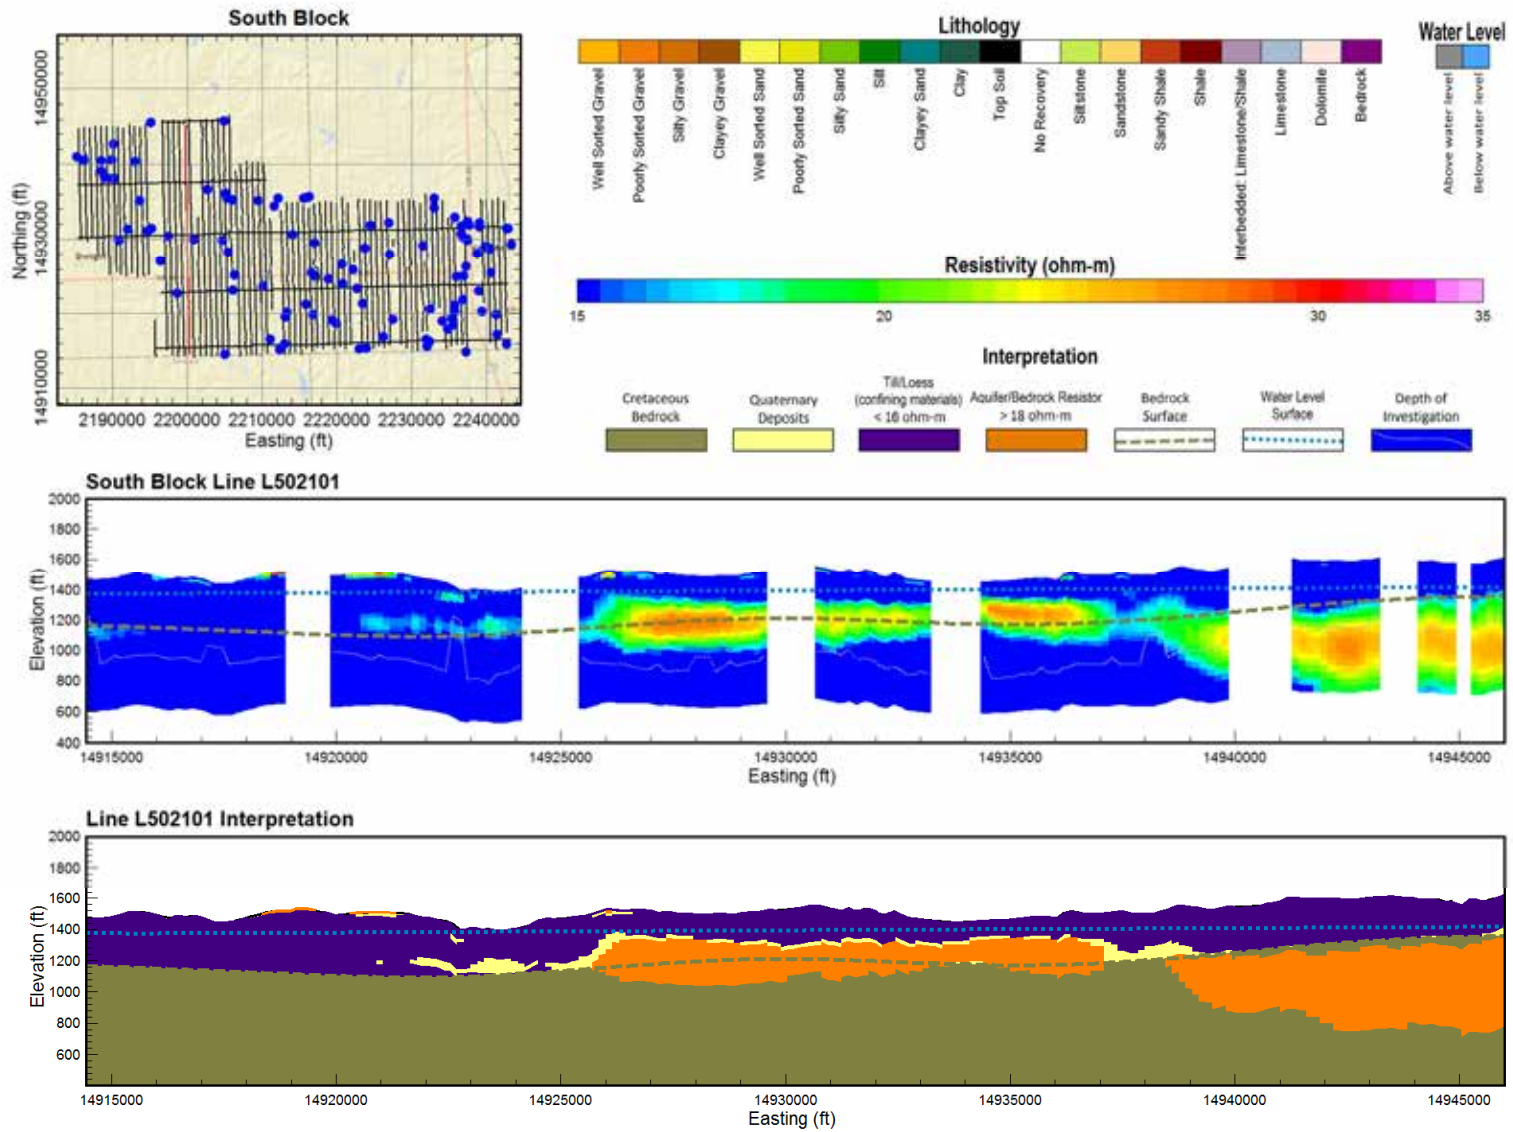 South Block
14950000
14930000
14910000
Northing (ft)
2190000 2200000 2210000 2220000 2230000 2240000
Easting (ft)
Lithology
Well Sorted Gravel
Poorly Sorted Gravel
Silty Gravel
Clayey Gravel
Well Sorted Sand
Poorly Sorted Sand
Silty Sand
Silt
Clayey Sand
Clay
Top Soil
No Recovery
Siltstone
Sandstone
Sandy Shale
Shale
Interbedded: Limestone/Shale
Limestone
Dolomite
Bedrock
Water Level
Above water level
Below water level
Resistivity (ohm-m)
15 20 30 35
Interpretation
Cretaceous
Bedrock
Quaternary
Deposits
Till/Loess
(confining materials)
< 16 ohm-m
Aquifer/Bedrock Resistor
> 18 ohm-m
Bedrock
Surface
Water Level
Surface
Depth of
Investigation
South Block Line L502101
2000
1800
1600
1400
1200
1000
800
600
400
Elevation (ft)
14915000 14920000 14925000 14930000 14935000 14940000 14945000
Easting (ft)
Line L502101 Interpretation
2000
1800
1600
1400
1200
1000
800
600
Elevation (ft)
14915000 14920000 14925000 14930000 14935000 14940000 14945000
Easting (ft)